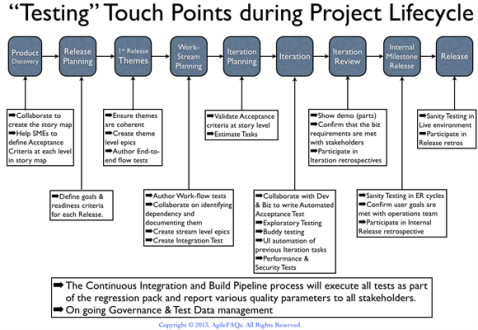 “Testing” Touch Points during Project Lifecycle
Product
Discovery
Release
Planning
1st Release
Themes
Work-
Stream
Planning
Iteration
Planning
Iteration
Iteration
Review
Internal
Milestone
Release
Release
➡Collaborate to
create the story map
➡Help SMEs to
define Acceptance
Criteria at each level
in story map
➡Define goals &
readiness criteria
for each Release.
➡Ensure themes
are coherent
➡Create theme
level epics
➡Author End-to-
end flow tests
➡Author Work-flow tests
➡Collaborate on identifying
dependency and
documenting them
➡Create stream level epics
➡Create Integration Test
➡Validate Acceptance
criteria at story level
➡Estimate Tasks
➡Collaborate with Dev
& Biz to write Automated
Acceptance Test
➡Exploratory Testing
➡Buddy testing
➡UI automation of
previous Iteration tasks
➡Performance &
Security Tests
➡Show demo (parts)
➡Confirm that the biz
requirements are met
with stakeholders
➡Participate in
Iteration retrospectives
➡Sanity Testing in ER cycles
➡Confirm user goals are
met with operations team
➡Participate in Internal
Release retrospective
➡Sanity Testing in
Live environment
➡Participate in
Release retros
➡ The Continuous Integration and Build Pipeline process will execute all tests as part
of the regression pack and report various quality parameters to all stakeholders.
➡ On going Governance & Test Data management
Copyright © 2013, AgileFAQs. All Rights Reserved.